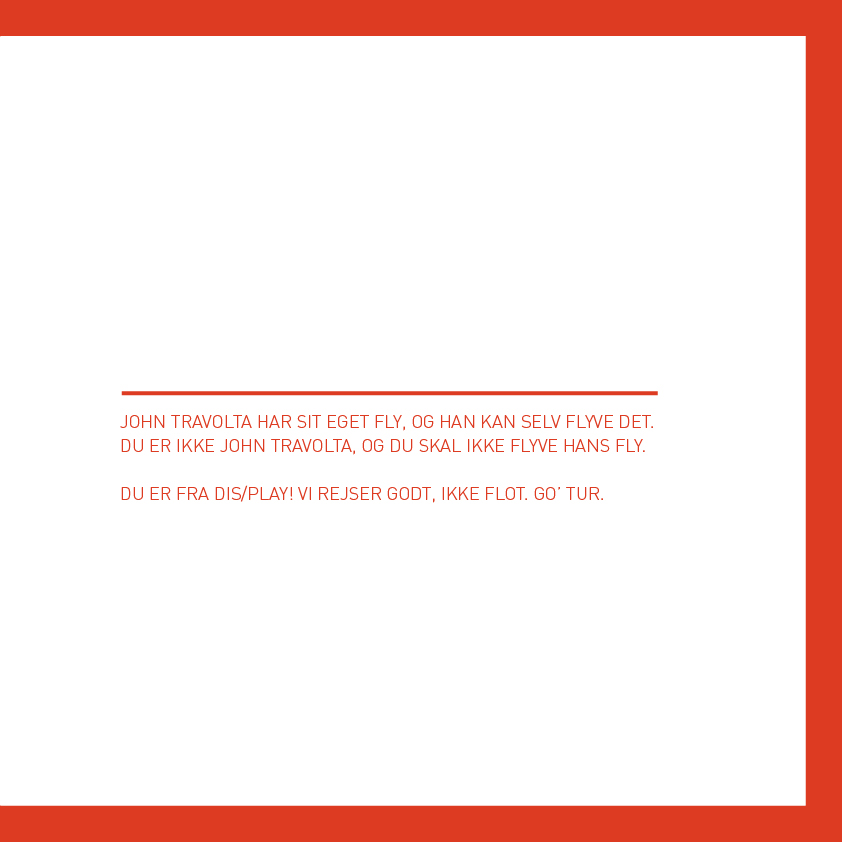 JOHN TRAVOLTA HAR SIT EGET FLY, OG HAN KAN SELV FLYVE DET.
DU ER IKKE JOHN TRAVOLTA, OG DU SKAL IKKE FLYVE HANS FLY.
DU ER FRA DIS/PLAY! VI REJSER GODT, IKKE FLOT. GO’ TUR.